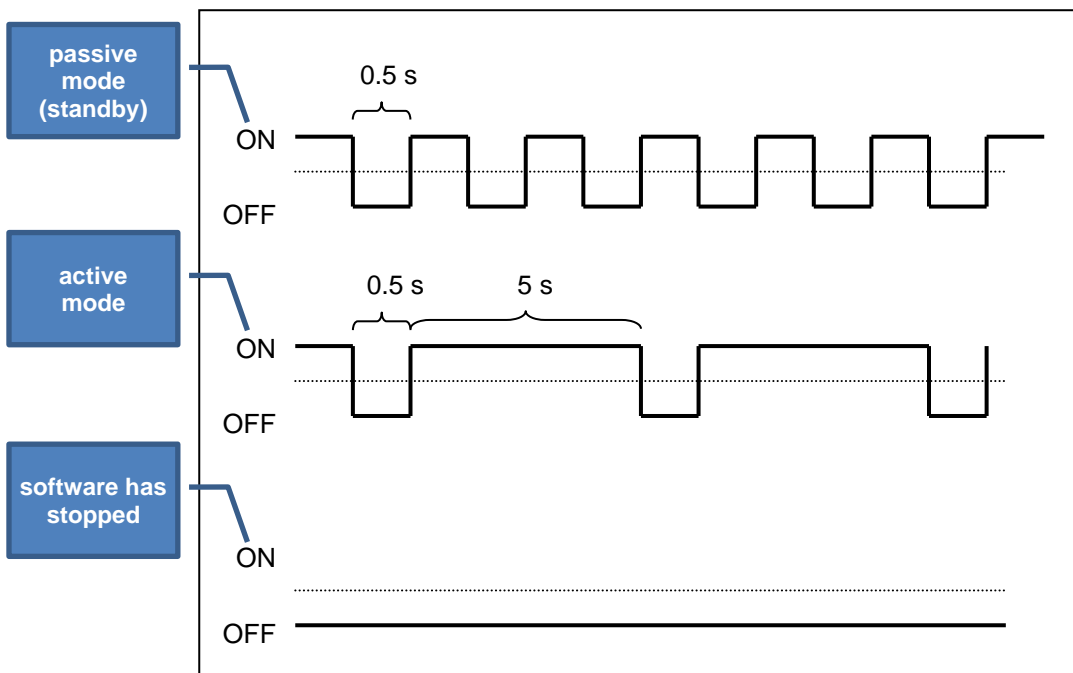 passive
mode
(standby)
0.5 s
ON
OFF
active
mode
0.5 s
5 s
ON
OFF
software has
stopped
ON
OFF